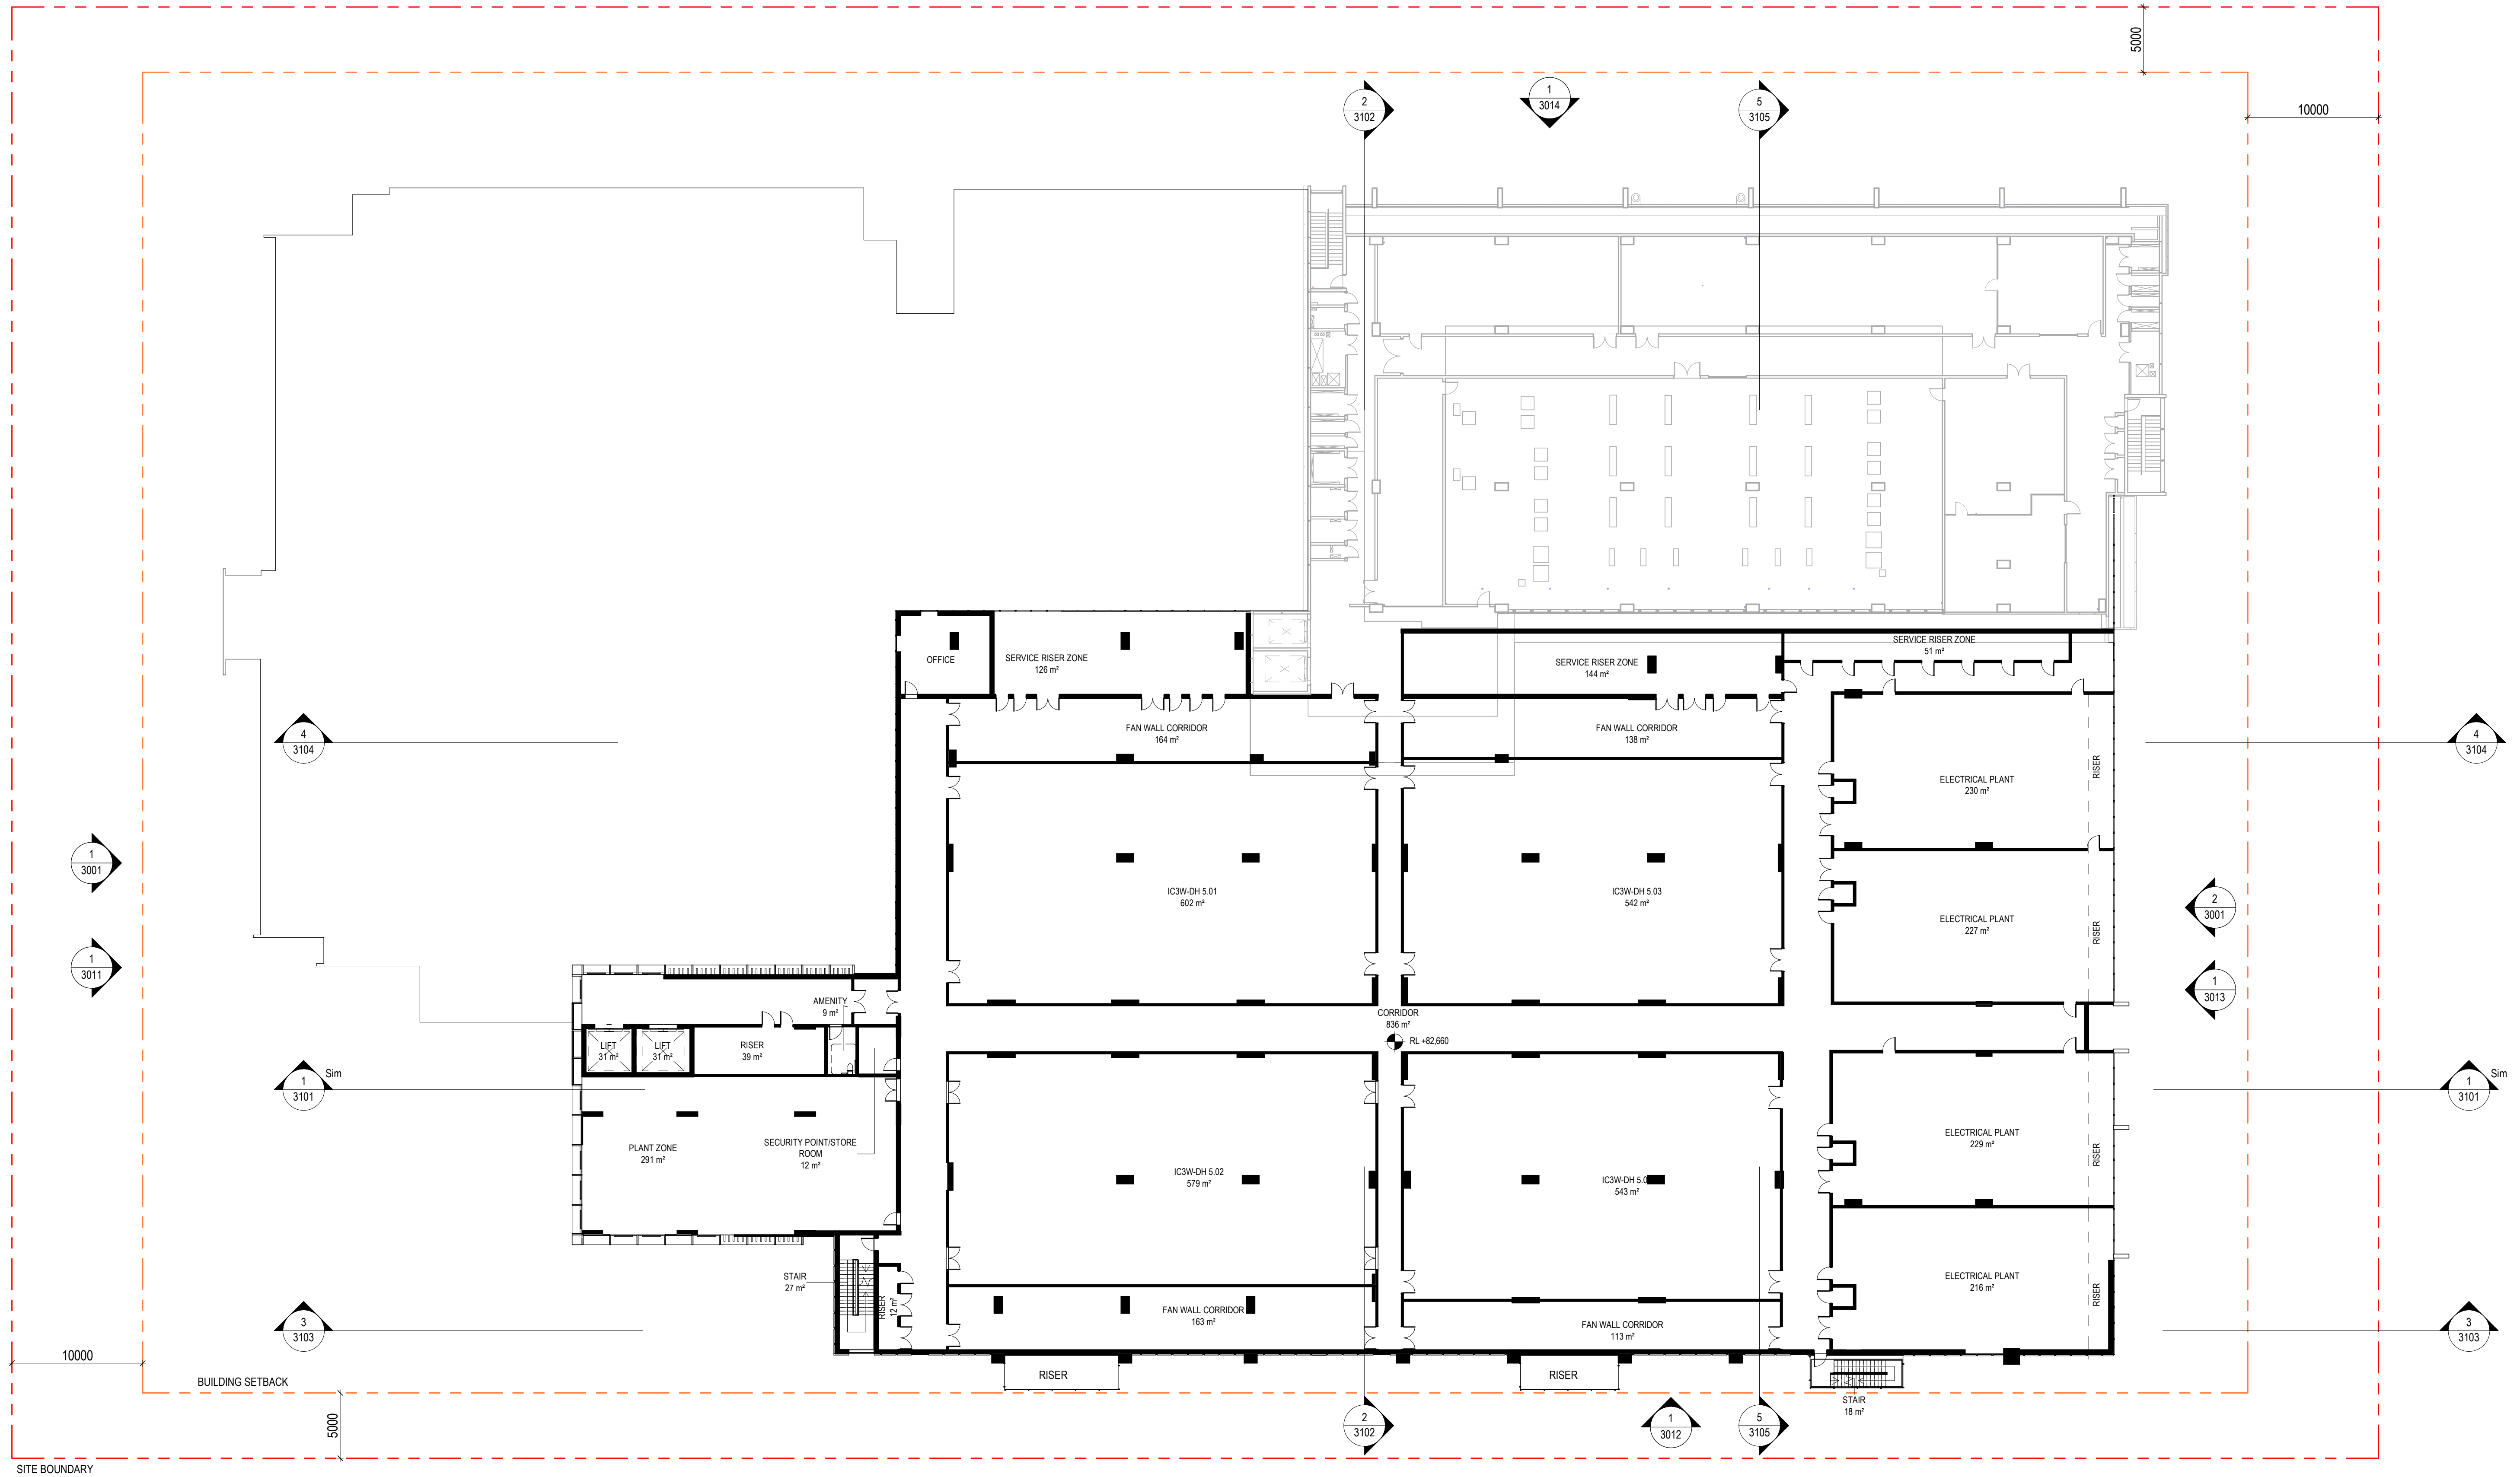 5000
10000
2
3102
1
3014
5
3105
OFFICE
SERVICE RISER ZONE
126 m²
SERVICE RISER ZONE
144 m²
SERVICE RISER ZONE
51 m²
FAN WALL CORRIDOR
164 m²
FAN WALL CORRIDOR
138 m²
4
3104
4
3104
ELECTRICAL PLANT
230 m²
RISER
1
3001
IC3W-DH 5.01
602 m²
IC3W-DH 5.03
542 m²
ELECTRICAL PLANT
227 m²
RISER
2
3001
1
3011
1
3013
AMENITY
9 m²
CORRIDOR
836 m²
RL +82,660
LIFT
31 m²
LIFT
31 m²
RISER
39 m²
1
3101
Sim
1
3101
Sim
PLANT ZONE
291 m²
SECURITY POINT/STORE
ROOM
12 m²
IC3W-DH 5.02
579 m²
IC3W-DH 5.0
543 m²
ELECTRICAL PLANT
229 m²
RISER
STAIR
27 m²
RISER
12 m²
FAN WALL CORRIDOR
163 m²
FAN WALL CORRIDOR
113 m²
ELECTRICAL PLANT
216 m²
RISER
3
3103
3
3103
10000
BUILDING SETBACK
RISER
RISER
STAIR
18 m²
5000
2
3102
1
3012
5
3105
SITE BOUNDARY